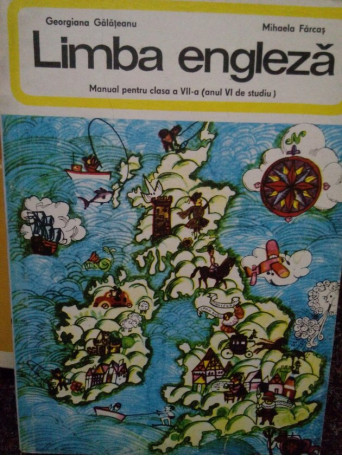 Georgiana Gălățeanu Mihaela Fărcaș
Limba engleză
Manual pentru clasa a VII-a (anul VI de studiu)
N